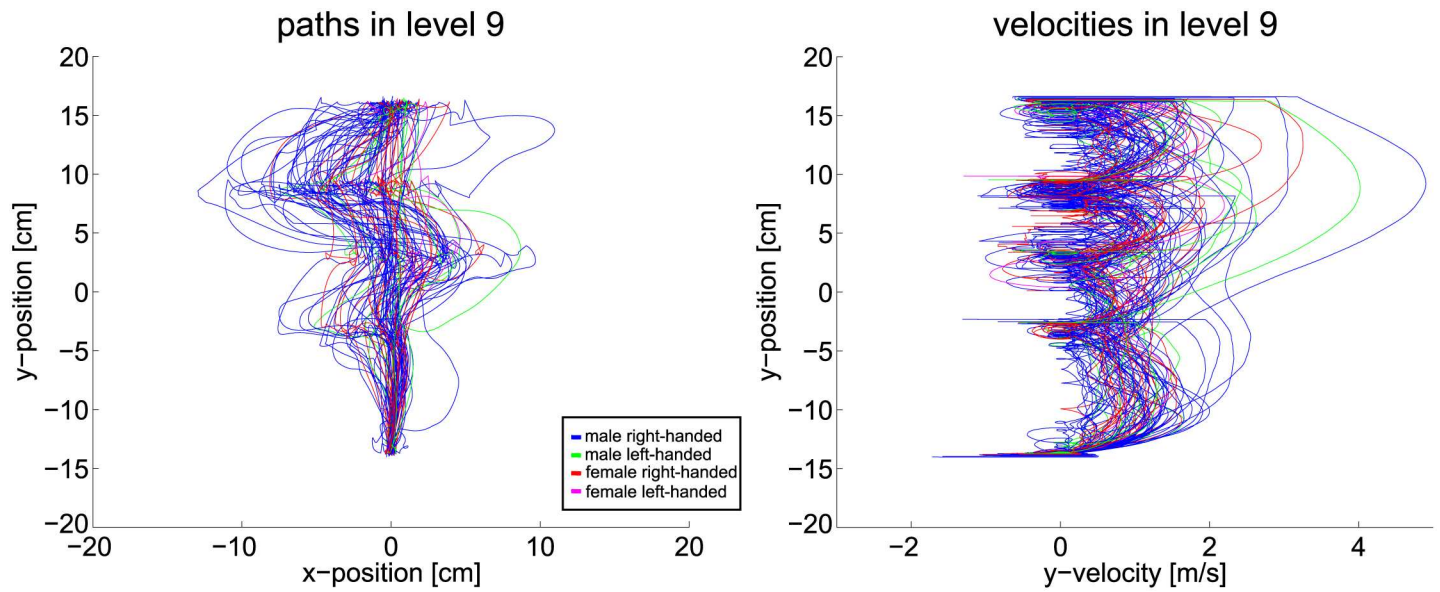 paths in level 9
20
15
10
5
0
−5
−10
−15
−20
y−position [cm]
−20
−10
0
10
20
x−position [cm]
male right-handed
male left-handed
female right-handed
female left-handed
velocities in level 9
20
15
10
5
0
−5
−10
−15
−20
y−position [cm]
−2
0
2
4
y−velocity [m/s]